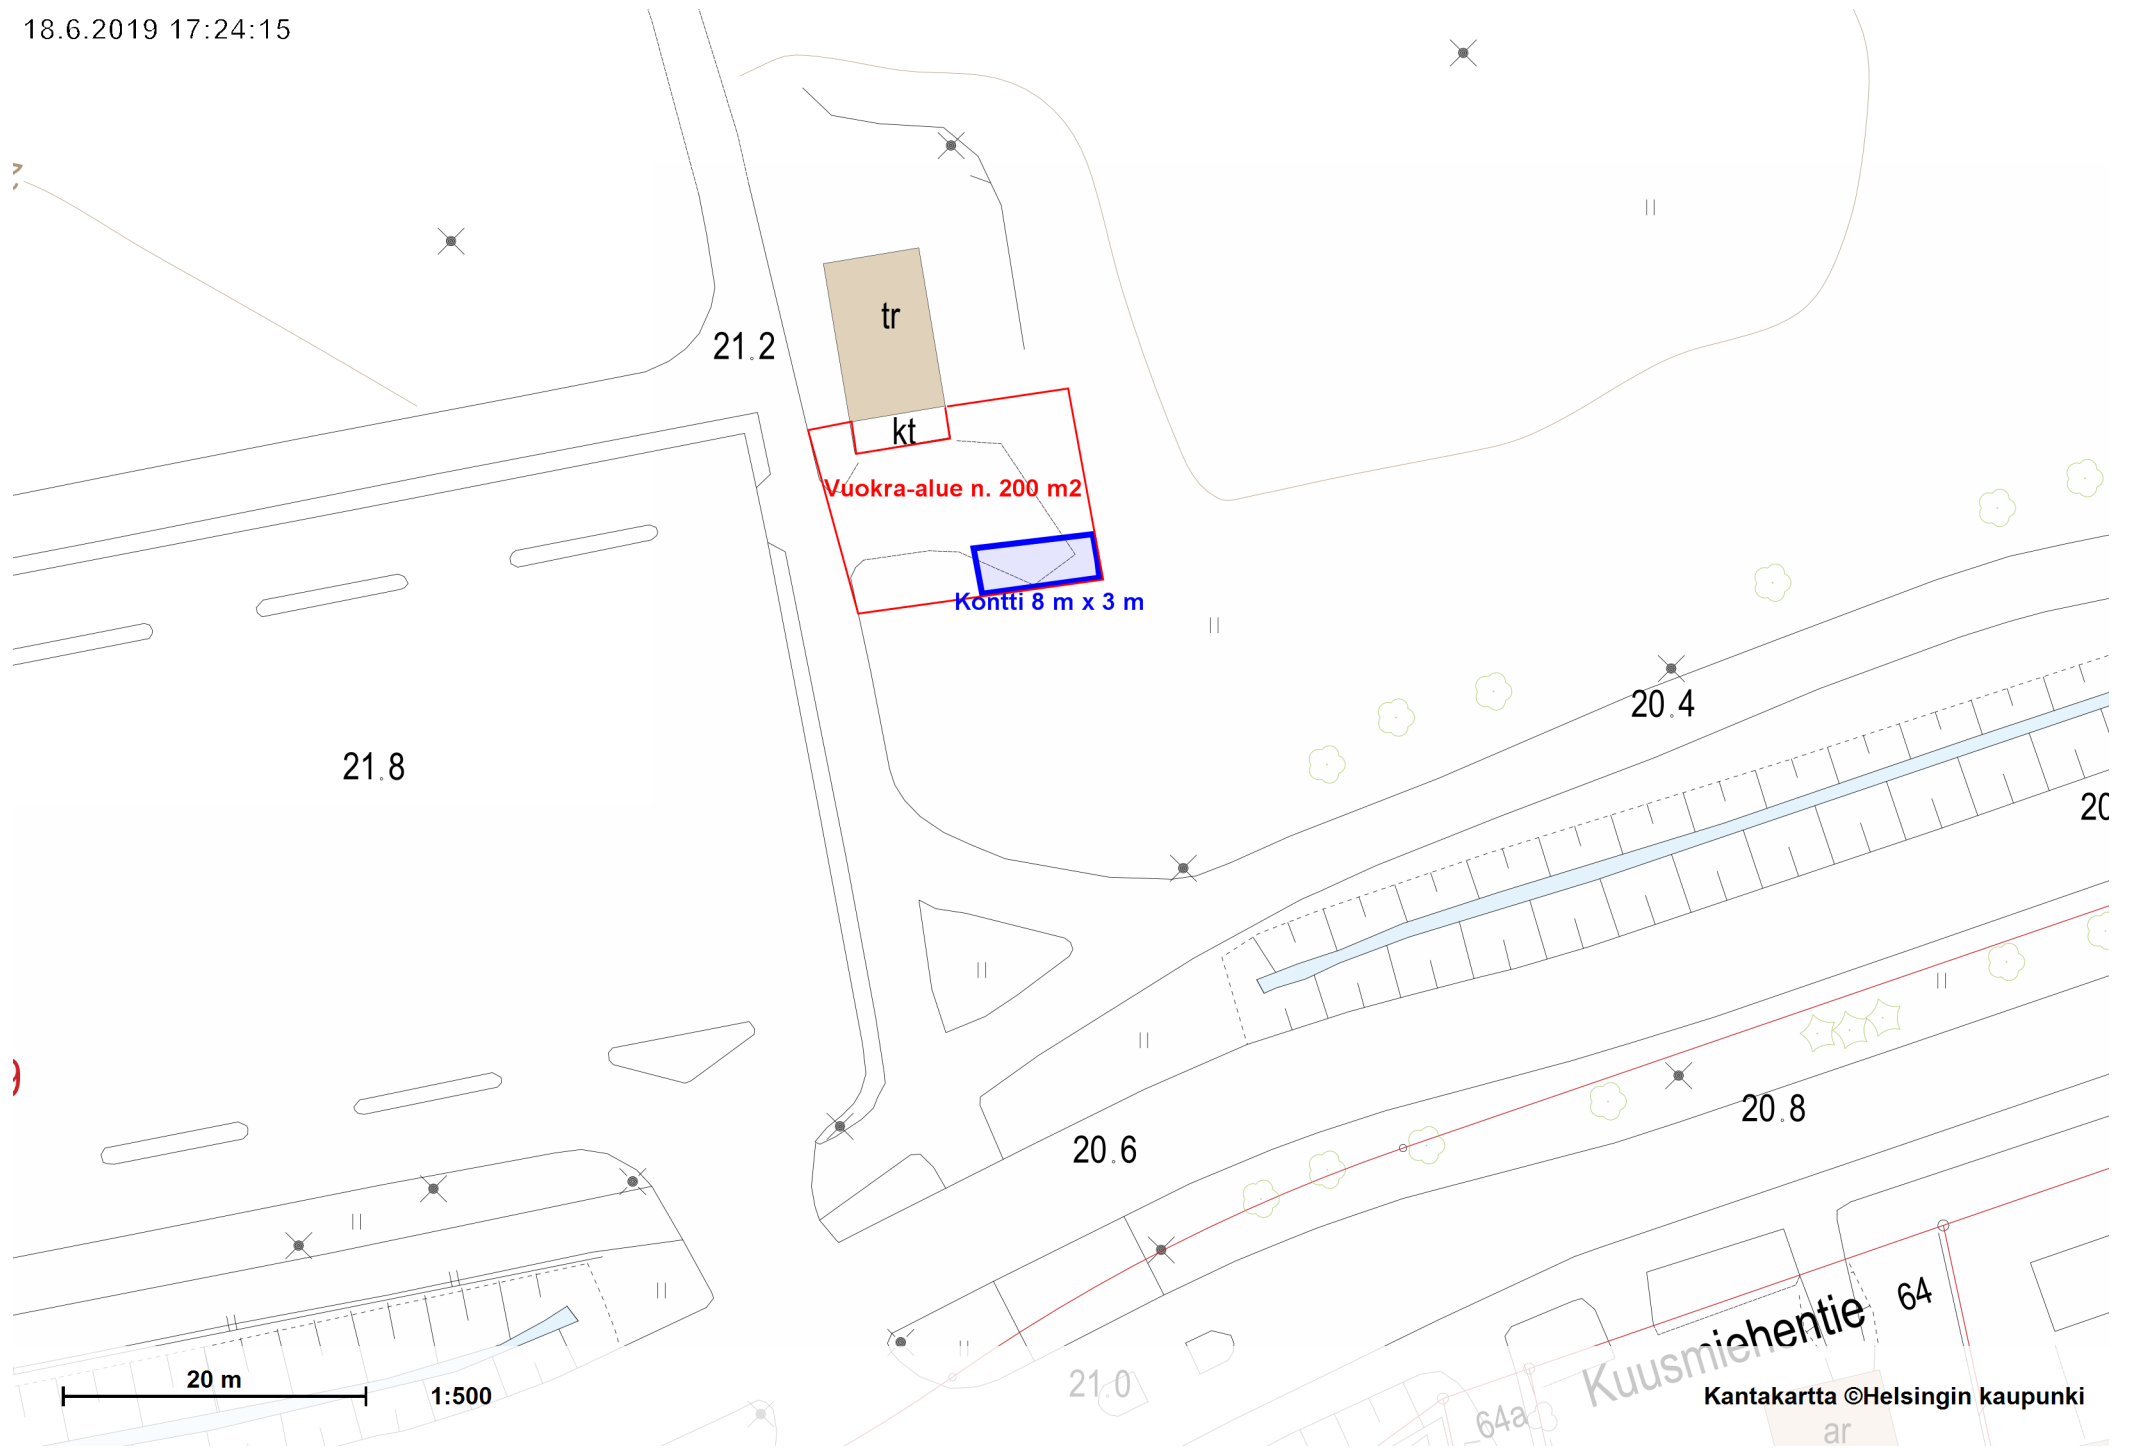 18.6.2019 17:24:15
tr
21.2
kt
Vuokra-alue n. 200 m2
Kontti 8 m x 3 m
20.4
21.8
20.6
20.8
64
Kuusmiehentie
21.0
20 m
1:500
64a
Kantakartta ©Helsingin kaupunki
ar